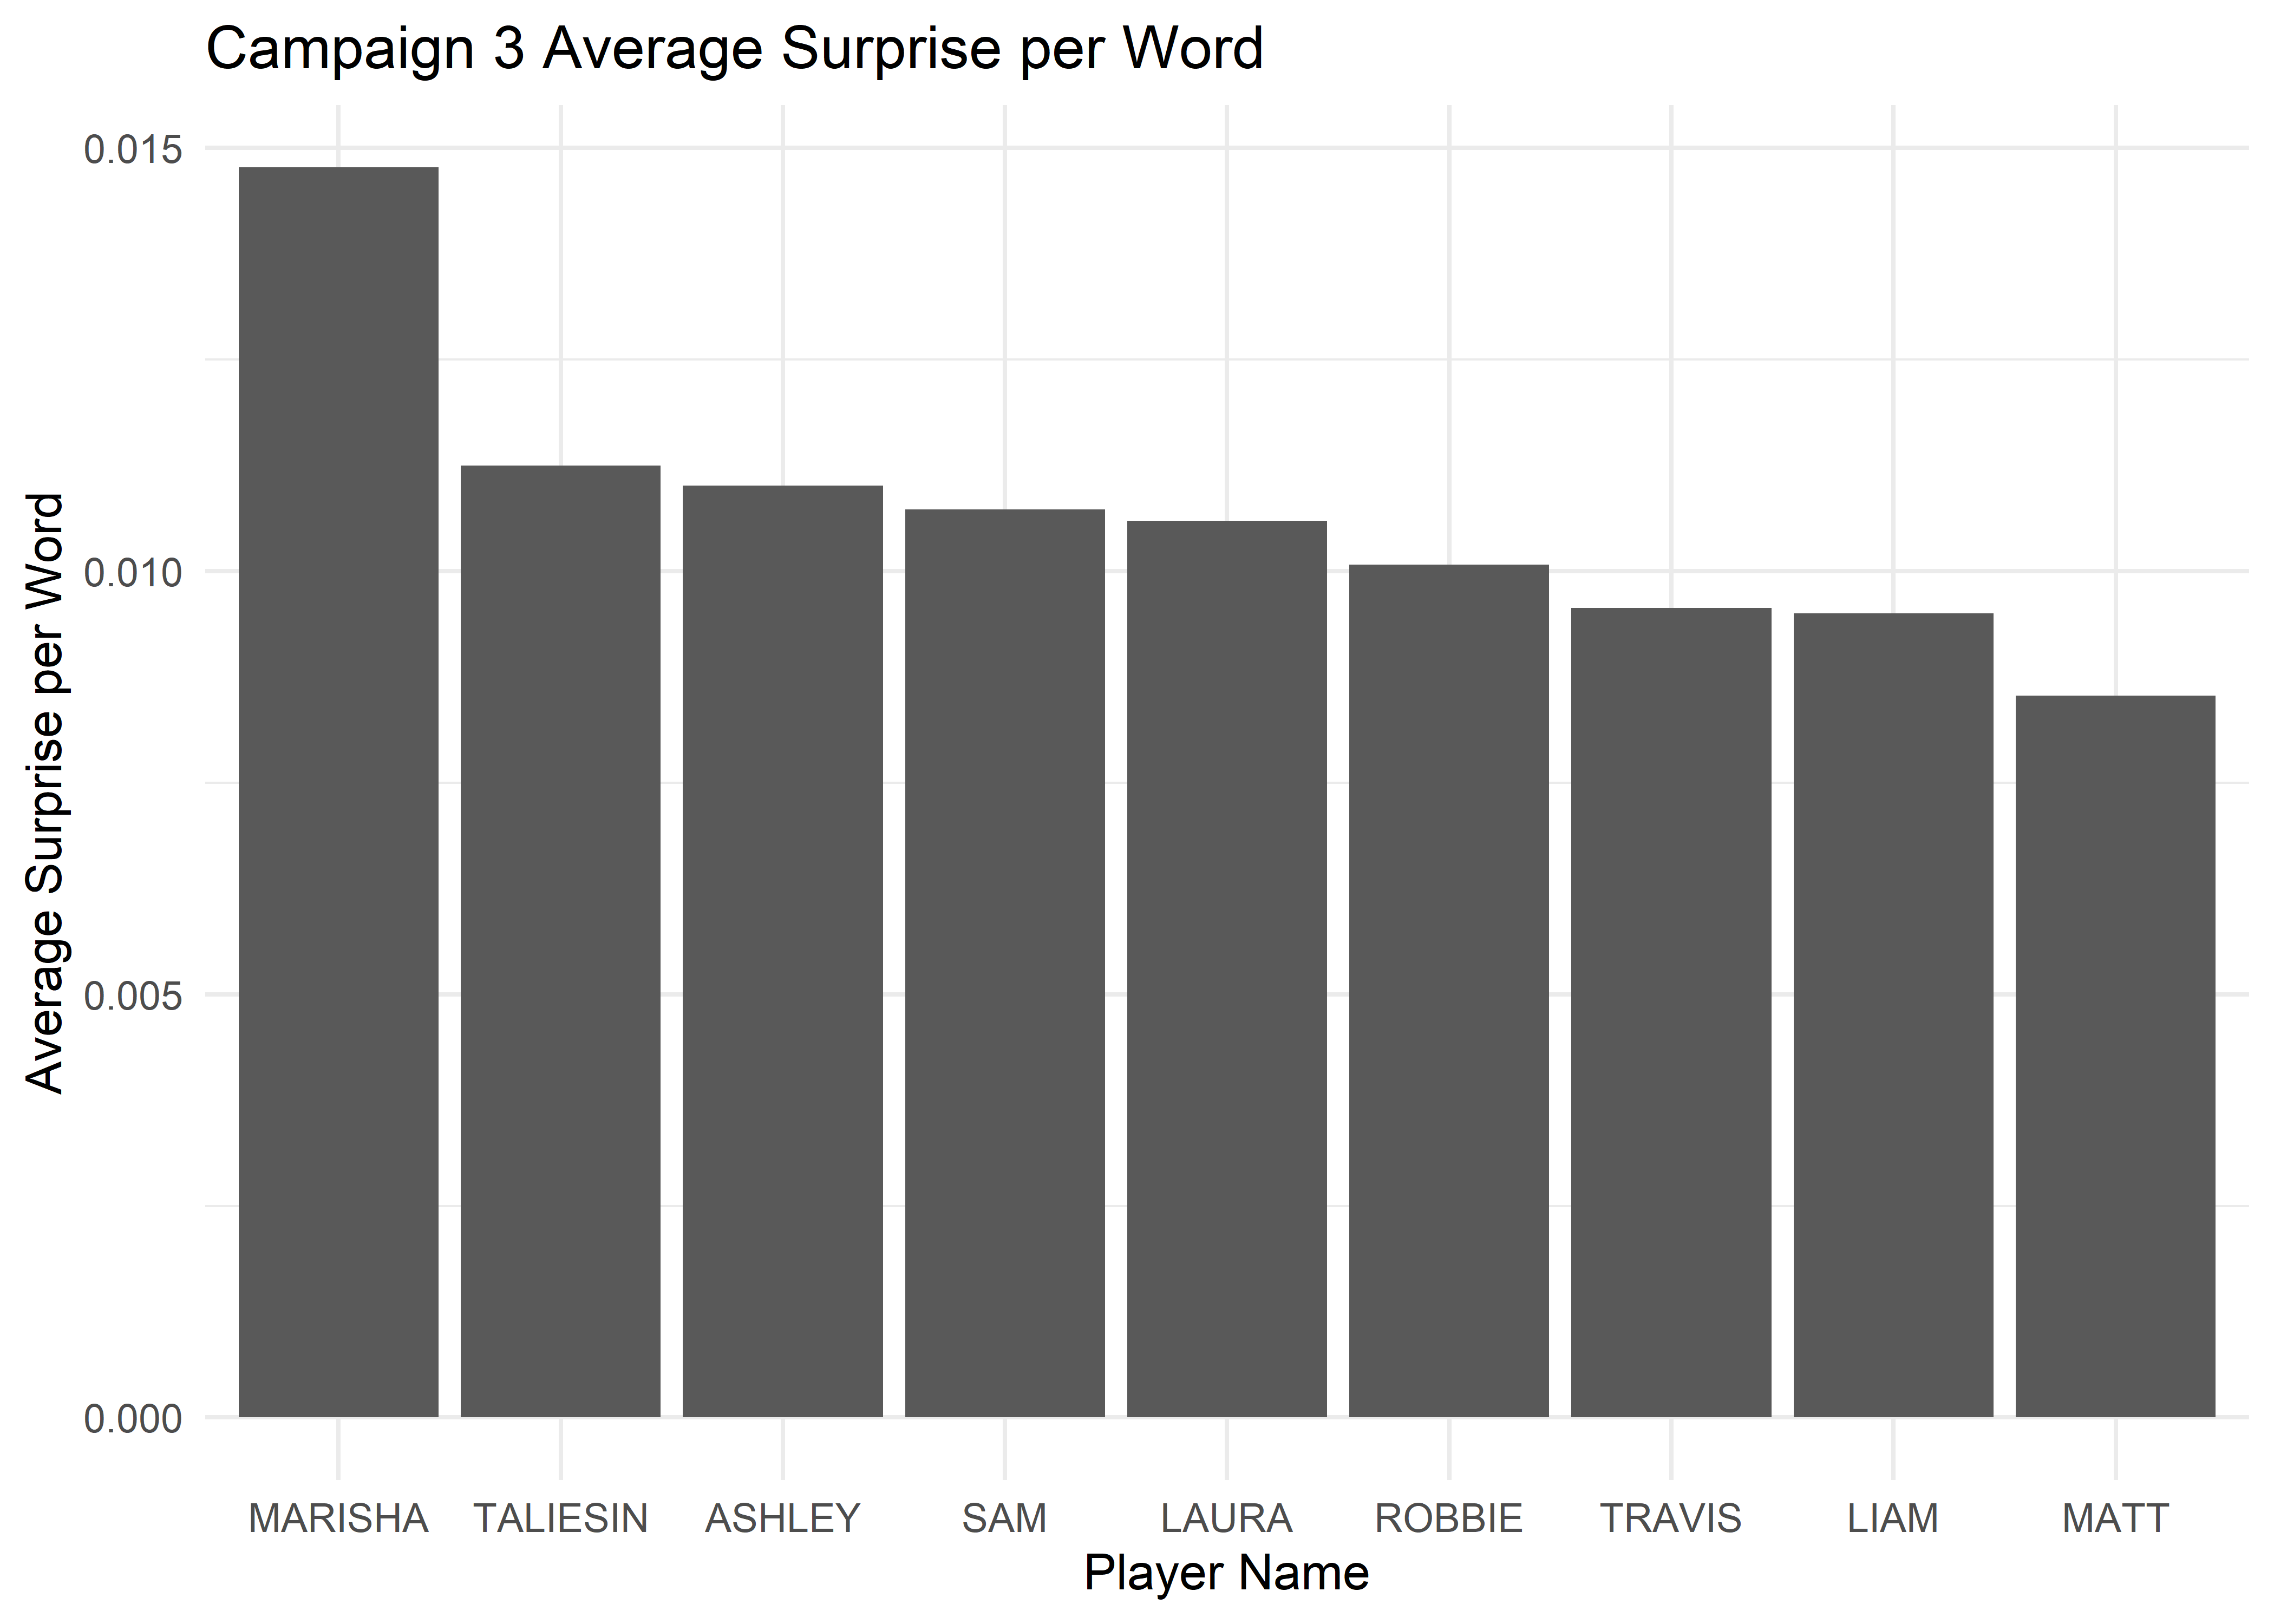 Campaign 3 Average Surprise per Word
Average Surprise per Word
0.015
0.010
0.005
0.000
MARISHA TALIESIN ASHLEY SAM LAURA ROBBIE TRAVIS LIAM MATT
Player Name